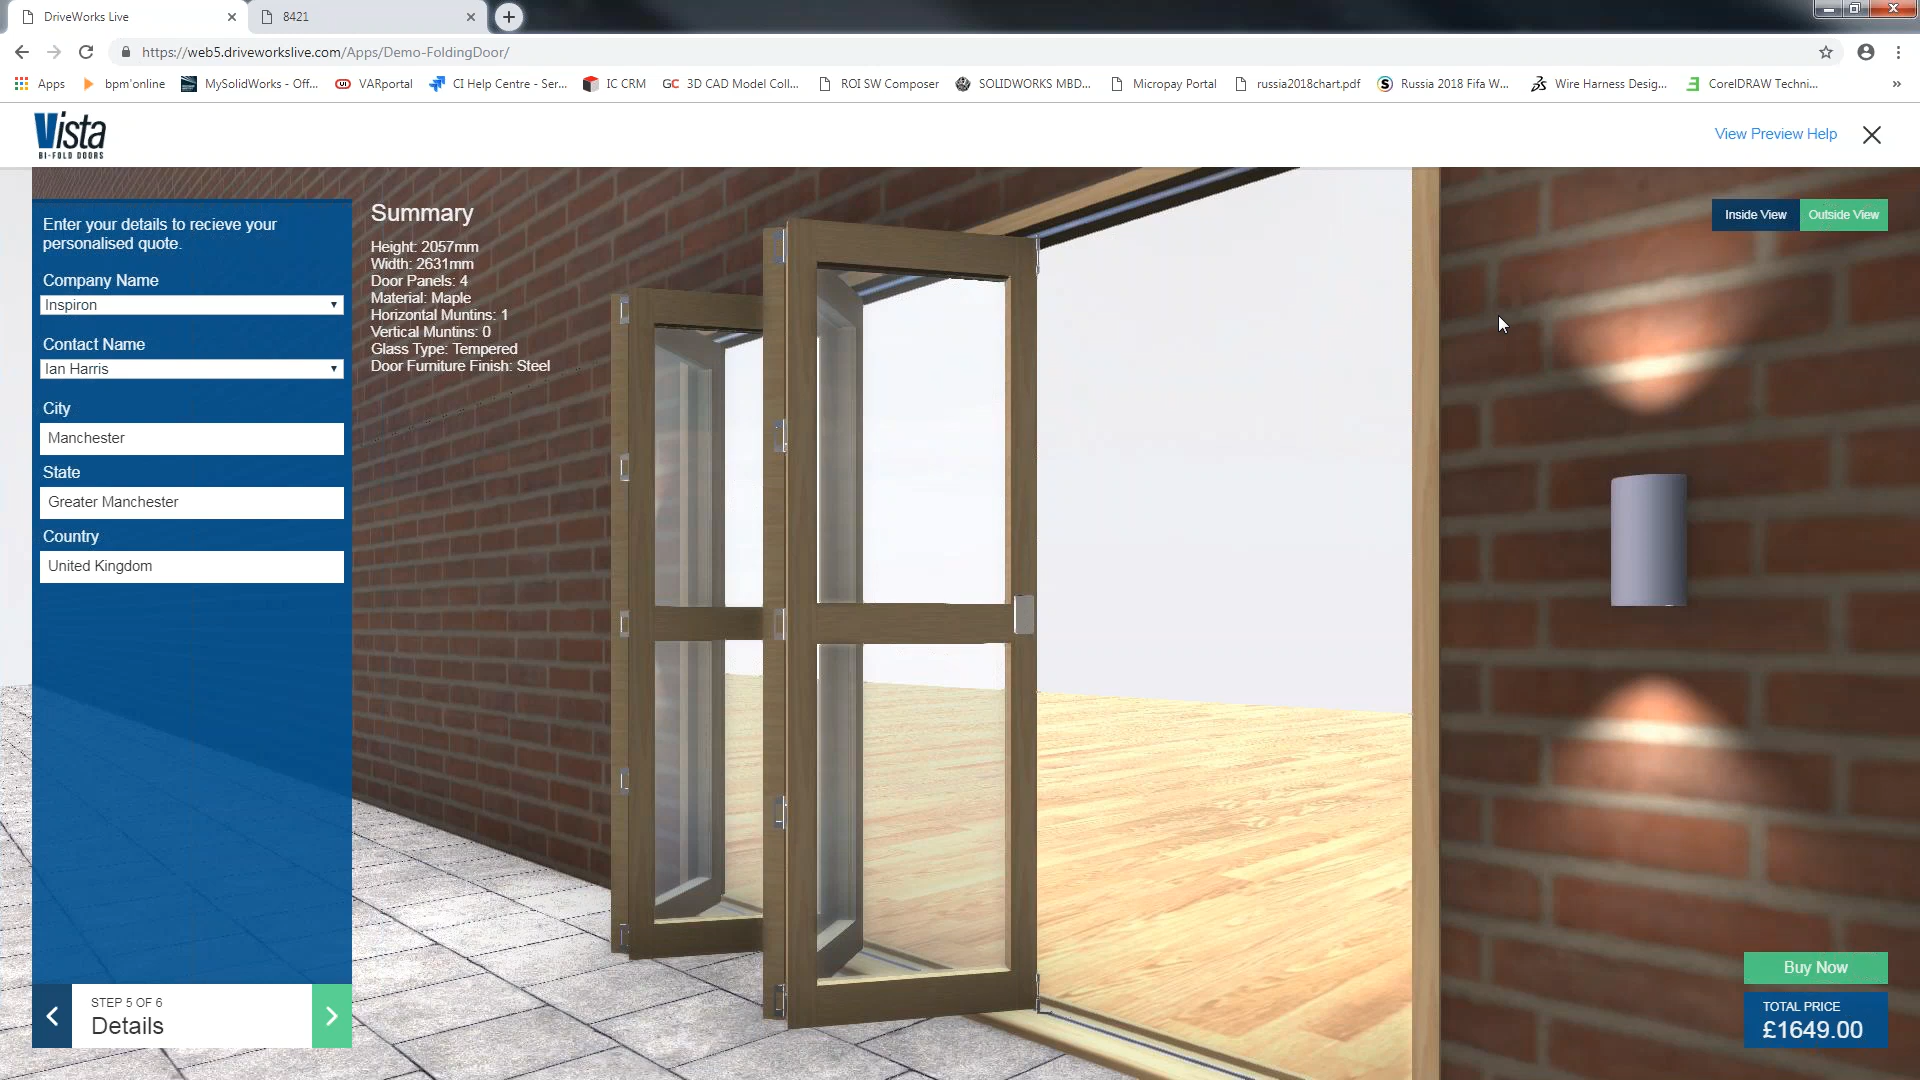 DriveWorks Live
8421
https://web5.driveworkslive.com/Apps/Demo-FoldingDoor/
Apps
bpm'online
MySolidWorks - Off...
VARportal
CI Help Centre - Ser...
IC CRM
GC 3D CAD Model Coll...
ROI SW Composer
SOLIDWORKS MBD...
Micropay Portal
russia2018chart.pdf
Russia 2018 Fifa W...
Wire Harness Desig...
CorelDRAW Techni...
»
Vista
BI-FOLD DOORS
View Preview Help
Enter your details to recieve your
personalised quote.
Company Name
Inspiron
Contact Name
Ian Harris
City
Manchester
State
Greater Manchester
Country
United Kingdom
STEP 5 OF 6
Details
Summary
Height: 2057mm
Width: 2631mm
Door Panels: 4
Material: Maple
Horizontal Muntins: 1
Vertical Muntins: 0
Glass Type: Tempered
Door Furniture Finish: Steel
Inside View
Outside View
Buy Now
TOTAL PRICE
£1649.00